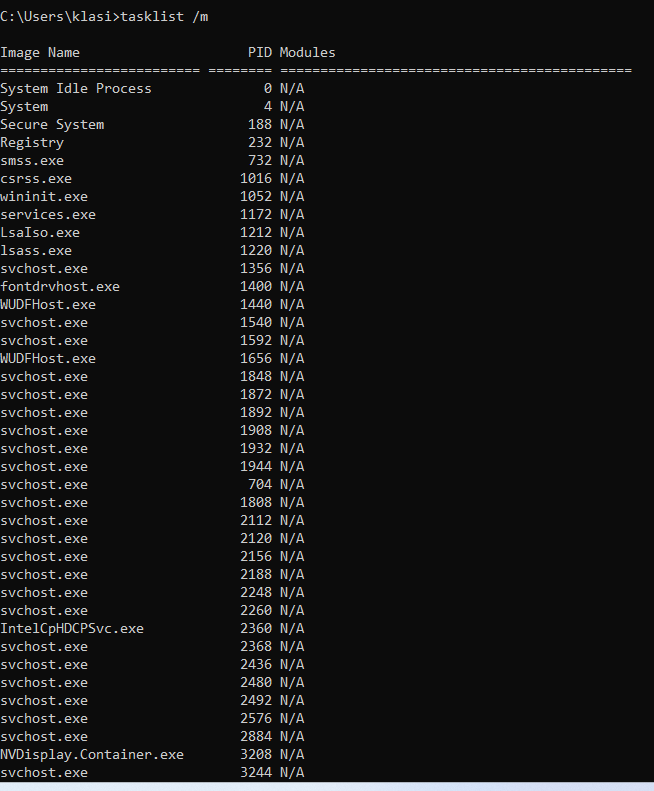 C:\Users\klasi>tasklist /m
Image Name                     PID Modules
========================= ======== ============================================
System Idle Process              0 N/A
System                           4 N/A
Secure System                  188 N/A
Registry                       232 N/A
smss.exe                       732 N/A
csrss.exe                     1016 N/A
wininit.exe                   1052 N/A
services.exe                  1172 N/A
LsaIso.exe                    1212 N/A
lsass.exe                     1220 N/A
svchost.exe                   1356 N/A
fontdrvhost.exe               1400 N/A
WUDFHost.exe                  1440 N/A
svchost.exe                   1540 N/A
svchost.exe                   1592 N/A
WUDFHost.exe                  1656 N/A
svchost.exe                   1848 N/A
svchost.exe                   1872 N/A
svchost.exe                   1892 N/A
svchost.exe                   1908 N/A
svchost.exe                   1932 N/A
svchost.exe                   1944 N/A
svchost.exe                    704 N/A
svchost.exe                   1808 N/A
svchost.exe                   2112 N/A
svchost.exe                   2120 N/A
svchost.exe                   2156 N/A
svchost.exe                   2188 N/A
svchost.exe                   2248 N/A
svchost.exe                   2260 N/A
IntelCpHDCPSvc.exe            2360 N/A
svchost.exe                   2368 N/A
svchost.exe                   2436 N/A
svchost.exe                   2480 N/A
svchost.exe                   2492 N/A
svchost.exe                   2576 N/A
svchost.exe                   2884 N/A
NVDisplay.Container.exe       3208 N/A
svchost.exe                   3244 N/A